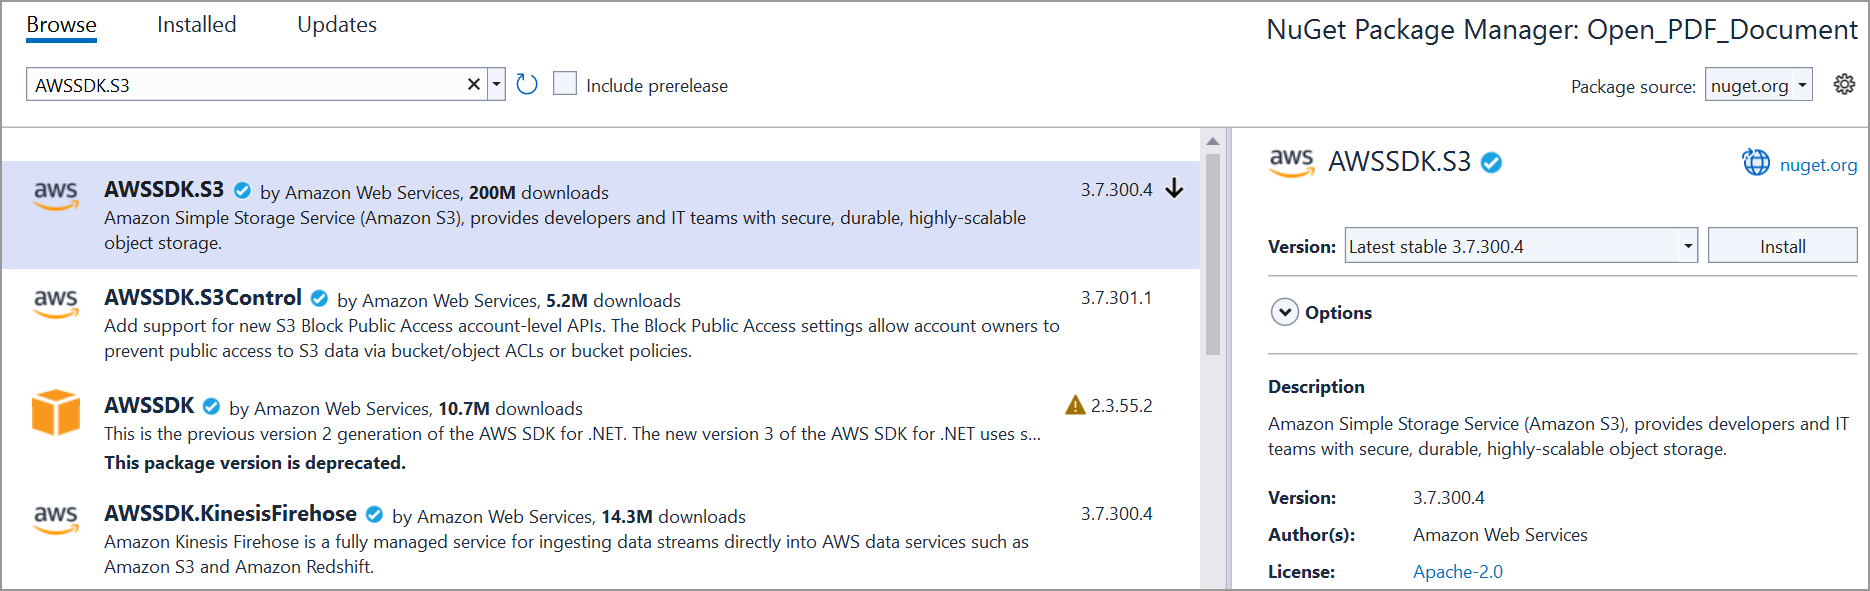 Browse Installed Updates
NuGet Package Manager: Open_PDF_Document
AWSSDK.S3
Include prerelease
Package source: nuget.org
aws AWSSDK.S3 by Amazon Web Services, 200M downloads 3.7.300.4
Amazon Simple Storage Service (Amazon S3), provides developers and IT teams with secure, durable, highly-scalable
object storage.
aws AWSSDK.S3Control by Amazon Web Services, 5.2M downloads 3.7.301.1
Add support for new S3 Block Public Access account-level APIs. The Block Public Access settings allow account owners to
prevent public access to S3 data via bucket/object ACLs or bucket policies.
AWSSDK by Amazon Web Services, 10.7M downloads 2.3.55.2
This is the previous version 2 generation of the AWS SDK for .NET. The new version 3 of the AWS SDK for .NET uses s...
This package version is deprecated.
aws AWSSDK.KinesisFirehose by Amazon Web Services, 14.3M downloads 3.7.300.4
Amazon Kinesis Firehose is a fully managed service for ingesting data streams directly into AWS data services such as
Amazon S3 and Amazon Redshift.
aws AWSSDK.S3 nuget.org
Version: Latest stable 3.7.300.4 Install
Options
Description
Amazon Simple Storage Service (Amazon S3), provides developers and IT
teams with secure, durable, highly-scalable object storage.
Version: 3.7.300.4
Author(s): Amazon Web Services
License: Apache-2.0